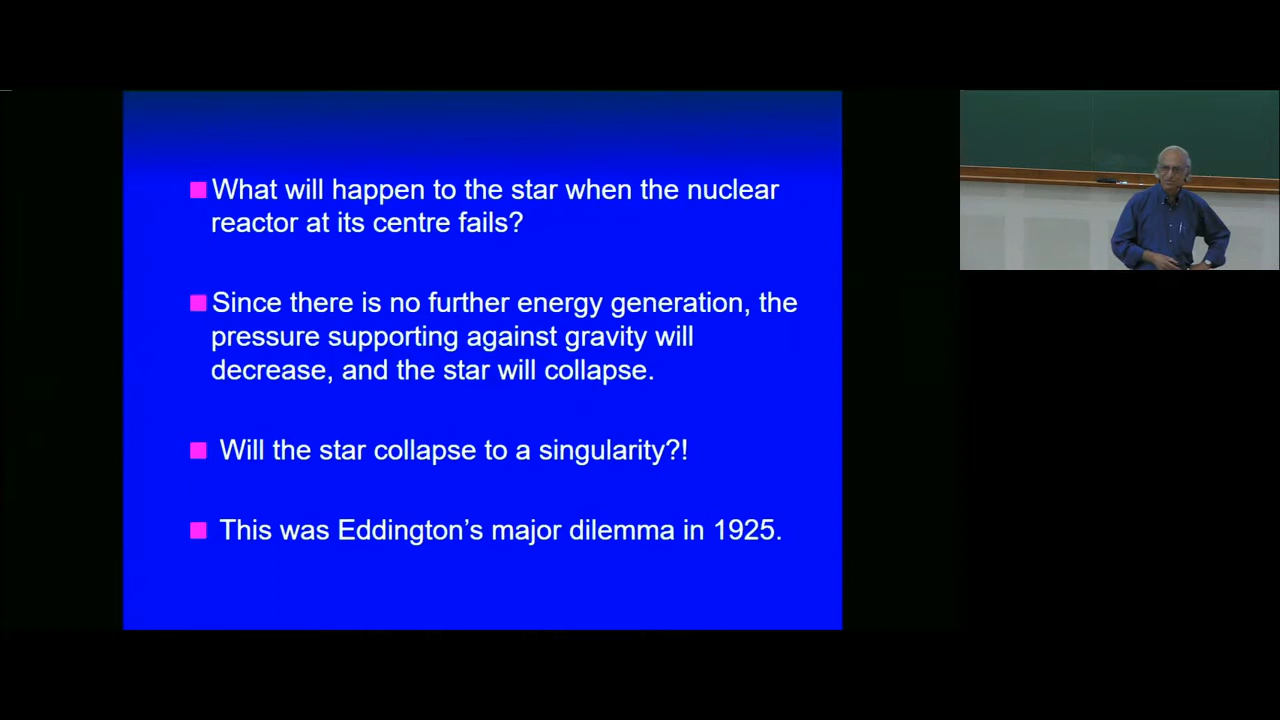 What will happen to the star when the nuclear
reactor at its centre fails?
Since there is no further energy generation, the
pressure supporting against gravity will
decrease, and the star will collapse.
Will the star collapse to a singularity?!
This was Eddington's major dilemma in 1925.